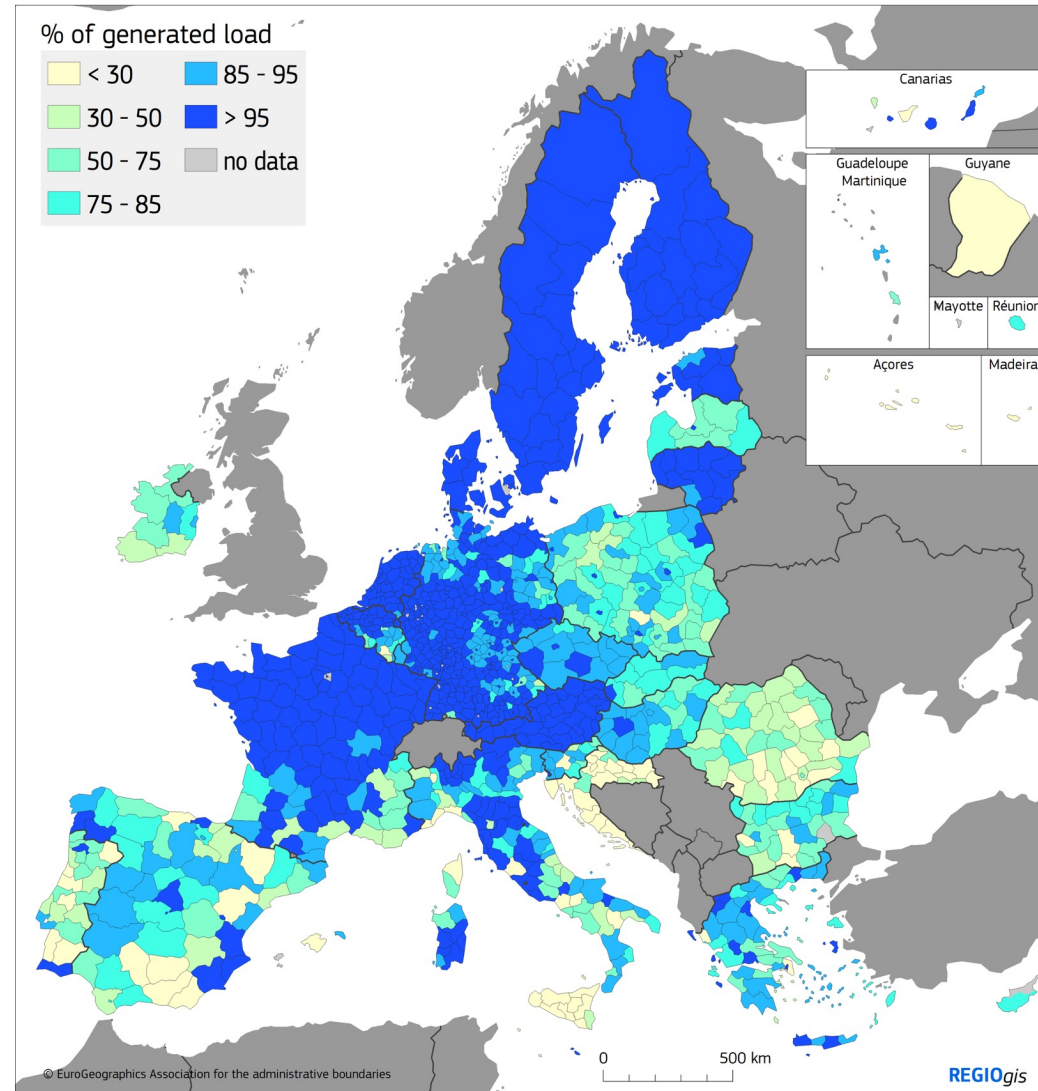 % of generated load
< 30
30 - 50
50 - 75
75 - 85
85 - 95
> 95
no data
Canarias
Guadeloupe
Martinique
Guyane
Mayotte
Réunion
Açores
Madeira
0 500 km
© EuroGeographics Association for the administrative boundaries
REGIOgis